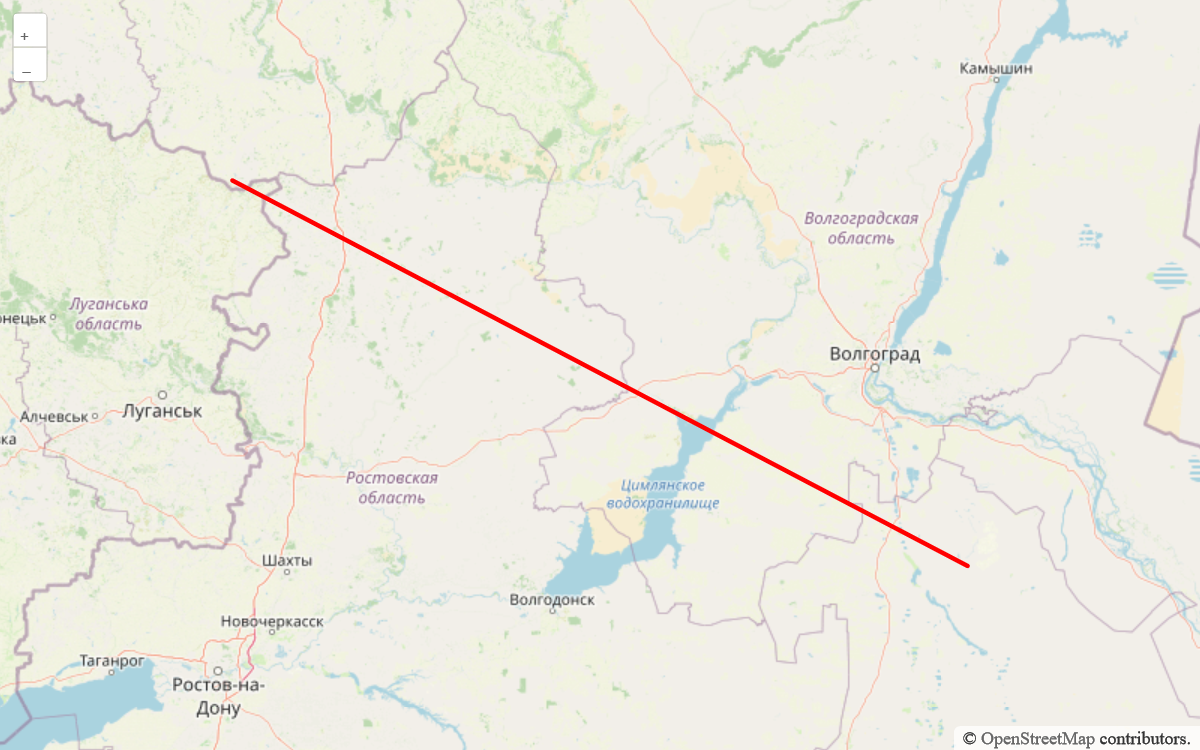 +
Камышин
–
Волгоградская
область
Луганська
область
онецьк
Волгоград
Луганськ
Алчевськ
ка
Ростовская
область
Цимлянское
водохранилище
Шахты
Волгодонск
Новочеркасск
Таганрог
Ростов-на-
Дону
© OpenStreetMap contributors.